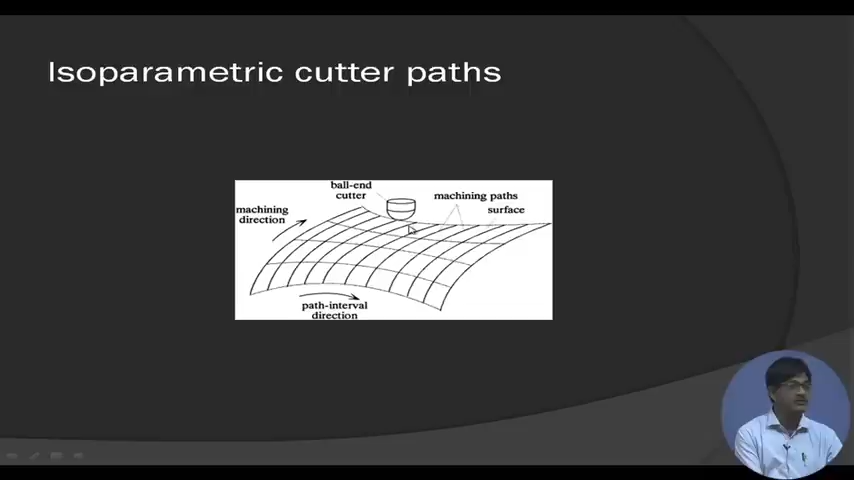 Isoparametric cutter paths
ball-end
cutter
machining paths
machining
direction
surface
path-interval
direction